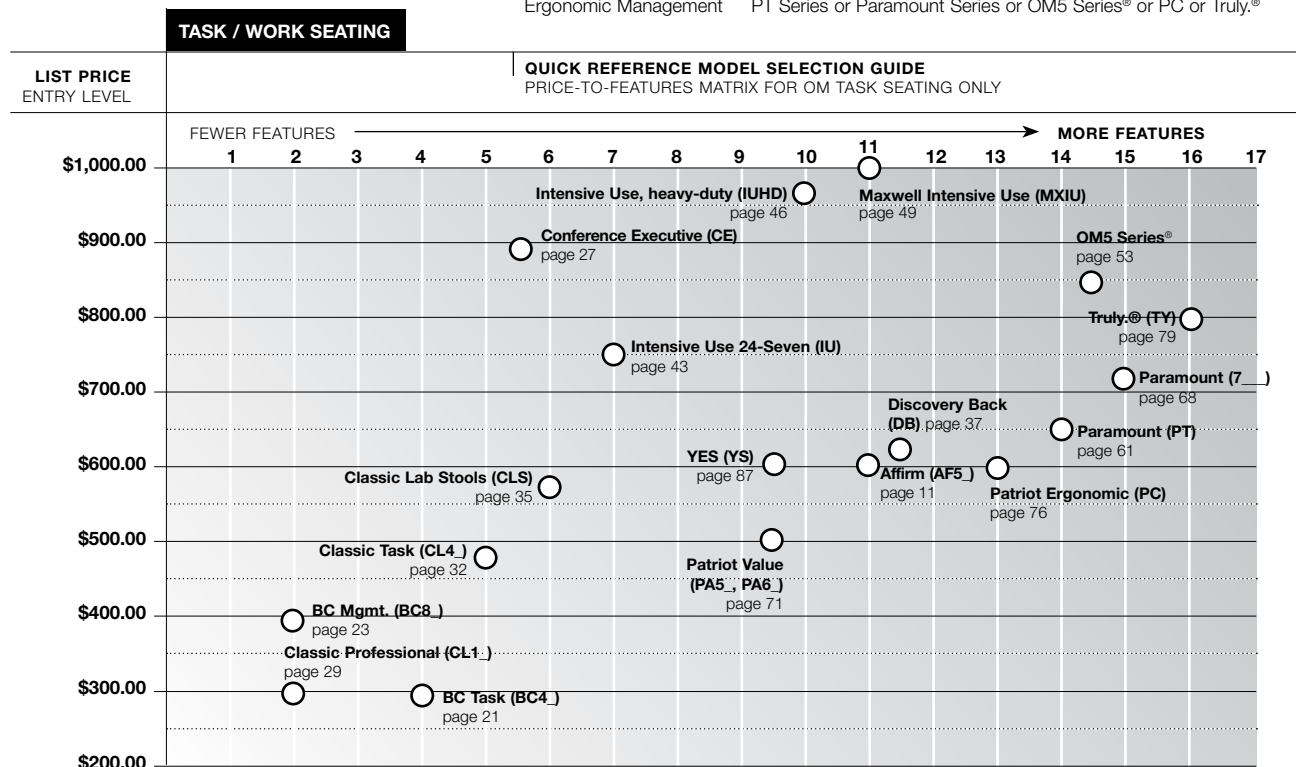 Ergonomic Management PT Series or Paramount Series or OM5 Series® or PC or Truly.®
TASK / WORK SEATING
LIST PRICE
ENTRY LEVEL
QUICK REFERENCE MODEL SELECTION GUIDE
PRICE-TO-FEATURES MATRIX FOR OM TASK SEATING ONLY
FEWER FEATURES MORE FEATURES
1 2 3 4 5 6 7 8 9 10 11 12 13 14 15 16 17
$1,000.00
Intensive Use, heavy-duty (IUHD)
page 46
Maxwell Intensive Use (MXIU)
page 49
$900.00
Conference Executive (CE)
page 27
OM5 Series®
page 53
$800.00
Truly.® (TY)
page 79
Intensive Use 24-Seven (IU)
page 43
$700.00
Paramount (7___)
page 68
Discovery Back
(DB) page 37
Paramount (PT)
page 61
$600.00
YES (YS)
page 87
Affirm (AF5_)
page 11
Patriot Ergonomic (PC)
page 76
Classic Lab Stools (CLS)
page 35
$500.00
Classic Task (CL4_)
page 32
Patriot Value
(PA5_, PA6_)
page 71
$400.00
BC Mgmt. (BC8_)
page 23
Classic Professional (CL1_)
page 29
$300.00
BC Task (BC4_)
page 21
$200.00